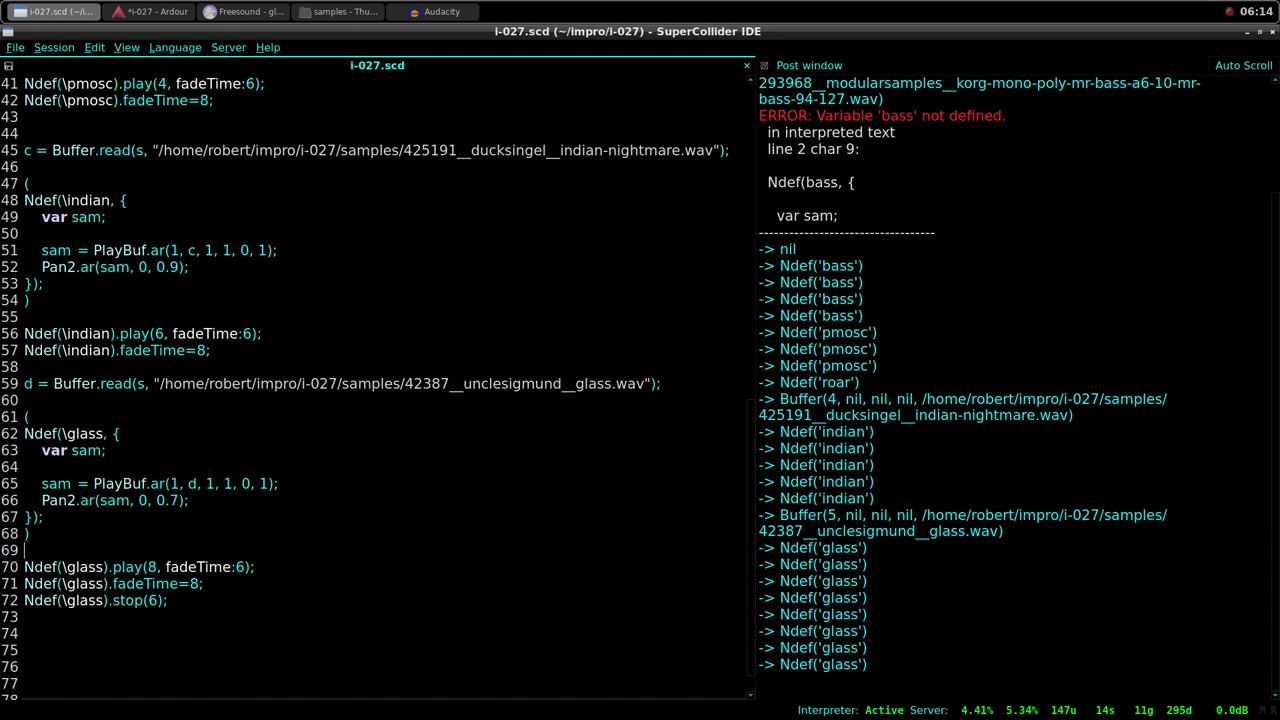 i-027.scd (~/i...
*i-027 - Ardour
Freesound - gl...
samples - Thu...
Audacity
06:14
i-027.scd (~/impro/i-027) - SuperCollider IDE
File Session Edit View Language Server Help
i-027.scd
41 Ndef(\pmosc).play(4, fadeTime:6);
42 Ndef(\pmosc).fadeTime=8;
43
44
45 c = Buffer.read(s, "/home/robert/impro/i-027/samples/425191__ducksingel__indian-nightmare.wav");
46
47 (
48 Ndef(\indian, {
49 var sam;
50
51 sam = PlayBuf.ar(1, c, 1, 1, 0, 1);
52 Pan2.ar(sam, 0, 0.9);
53 });
54 )
55
56 Ndef(\indian).play(6, fadeTime:6);
57 Ndef(\indian).fadeTime=8;
58
59 d = Buffer.read(s, "/home/robert/impro/i-027/samples/42387__unclesigmund__glass.wav");
60
61 (
62 Ndef(\glass, {
63 var sam;
64
65 sam = PlayBuf.ar(1, d, 1, 1, 0, 1);
66 Pan2.ar(sam, 0, 0.7);
67 });
68 )
69
70 Ndef(\glass).play(8, fadeTime:6);
71 Ndef(\glass).fadeTime=8;
72 Ndef(\glass).stop(6);
73
74
75
76
77
78
Post window
Auto Scroll
293968__modularsamples__korg-mono-poly-mr-bass-a6-10-mr-
bass-94-127.wav)
ERROR: Variable 'bass' not defined.
in interpreted text
line 2 char 9:
Ndef(bass, {
var sam;
-----------------------------------
-> nil
-> Ndef('bass')
-> Ndef('bass')
-> Ndef('bass')
-> Ndef('bass')
-> Ndef('pmosc')
-> Ndef('pmosc')
-> Ndef('pmosc')
-> Ndef('roar')
-> Buffer(4, nil, nil, nil, /home/robert/impro/i-027/samples/
425191__ducksingel__indian-nightmare.wav)
-> Ndef('indian')
-> Ndef('indian')
-> Ndef('indian')
-> Ndef('indian')
-> Ndef('indian')
-> Buffer(5, nil, nil, nil, /home/robert/impro/i-027/samples/
42387__unclesigmund__glass.wav)
-> Ndef('glass')
-> Ndef('glass')
-> Ndef('glass')
-> Ndef('glass')
-> Ndef('glass')
-> Ndef('glass')
-> Ndef('glass')
-> Ndef('glass')
Interpreter: Active Server: 4.41% 5.34% 147u 14s 11g 295d 0.0dB M R